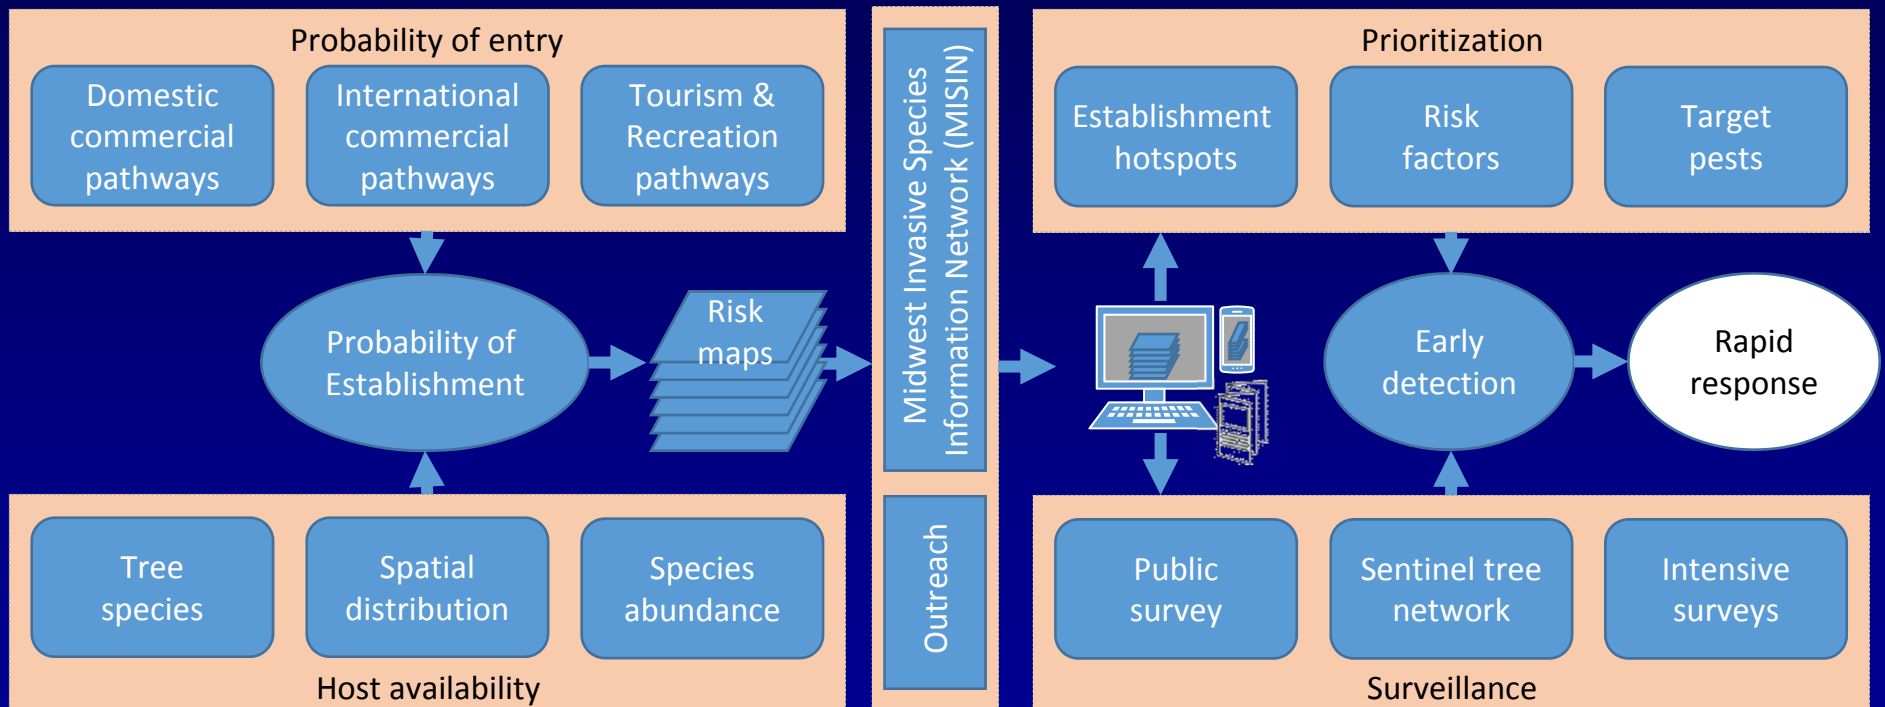 Probability of entry
Domestic
commercial
pathways
International
commercial
pathways
Tourism &
Recreation
pathways
Probability of
Establishment
Risk
maps
Tree
species
Spatial
distribution
Species
abundance
Host availability
Midwest Invasive Species
Information Network (MISIN)
Outreach
Prioritization
Establishment
hotspots
Risk
factors
Target
pests
Early
detection
Rapid
response
Public
survey
Sentinel tree
network
Intensive
surveys
Surveillance